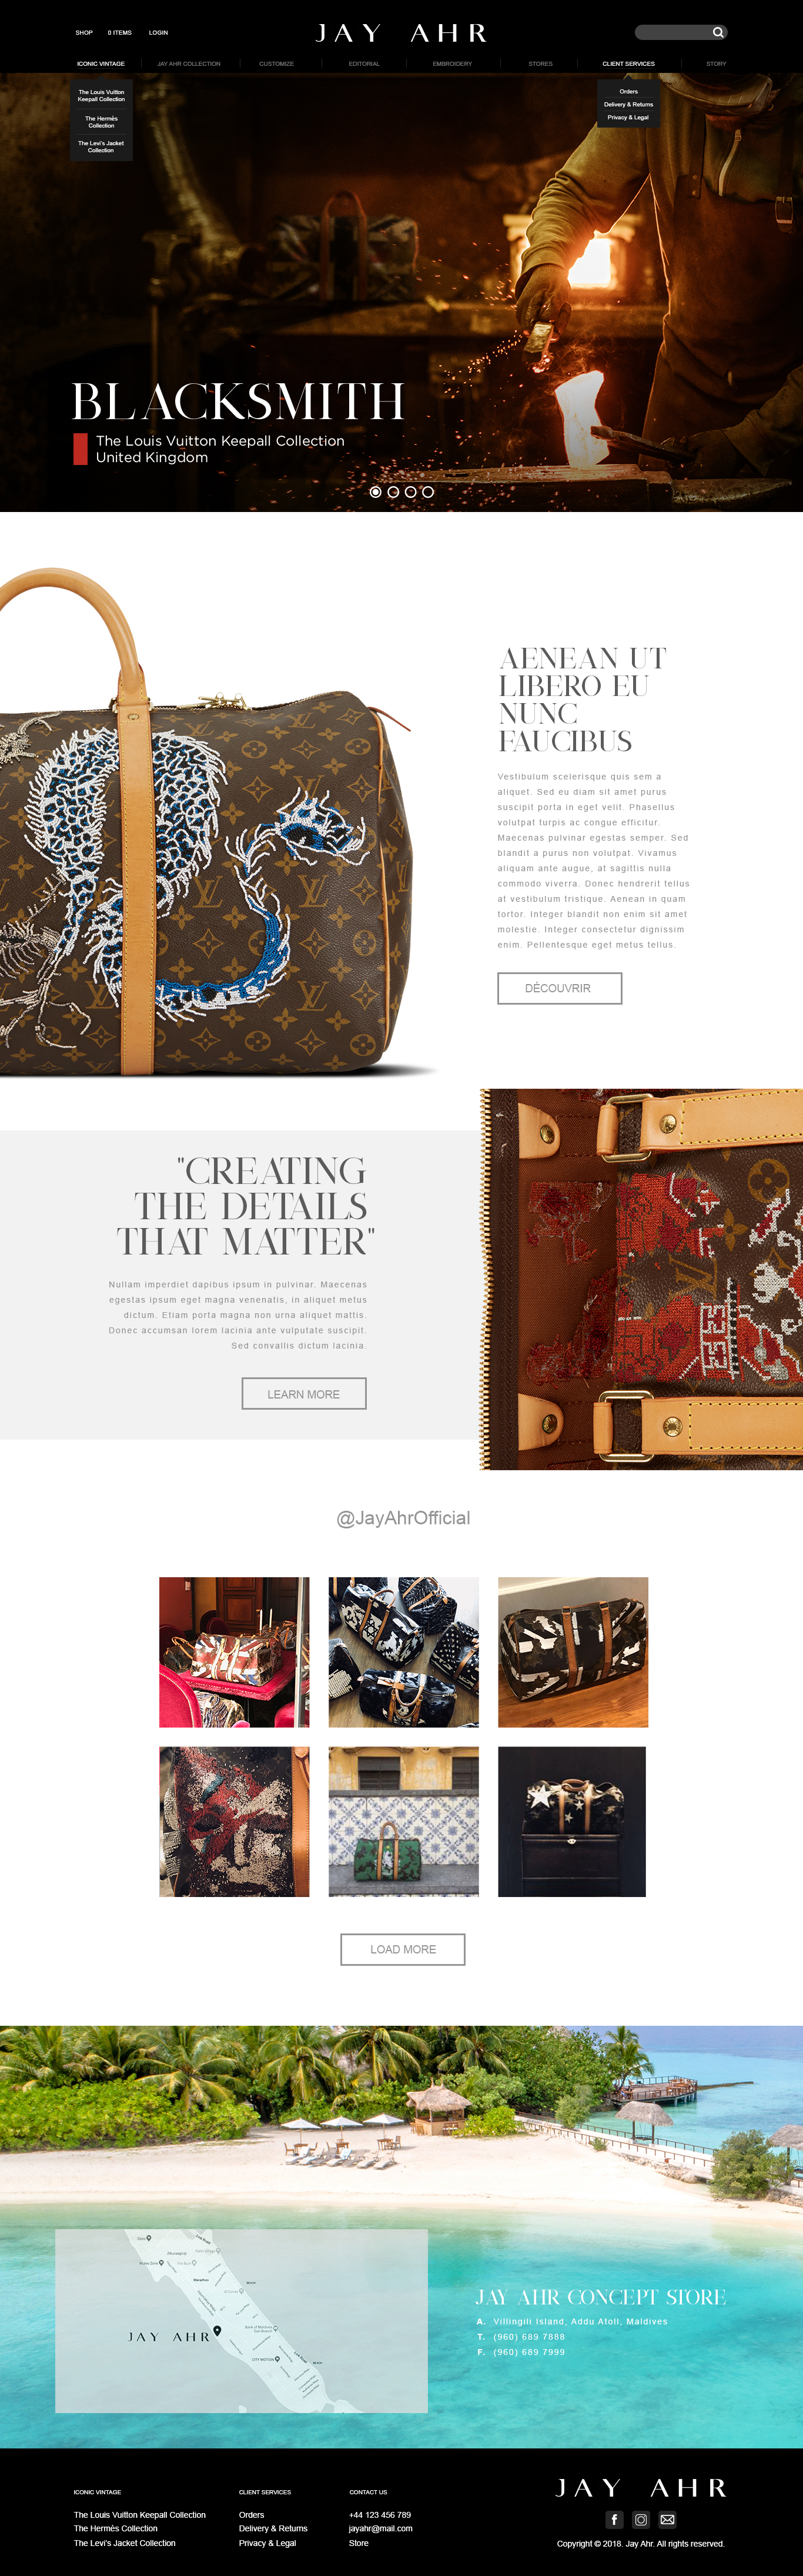 SHOP
0 ITEMS
LOGIN
JAY AHR
ICONIC VINTAGE
JAY AHR COLLECTION
CUSTOMIZE
EDITORIAL
EMBROIDERY
STORES
CLIENT SERVICES
STORY
The Louis Vuitton
Keepall Collection
The Hermès
Collection
The Levi's Jacket
Collection
Orders
Delivery & Returns
Privacy & Legal
BLACKSMITH
The Louis Vuitton Keepall Collection
United Kingdom
AENEAN UT
LIBERO EU
NUNC
FAUCIBUS
Vestibulum scelerisque quis sem a
aliquet. Sed eu diam sit amet purus
suscipit porta in eget velit. Phasellus
volutpat turpis ac congue efficitur.
Maecenas pulvinar egestas semper. Sed
blandit a purus non volutpat. Vivamus
aliquam ante augue, at sagittis nulla
commodo viverra. Donec hendrerit tellus
at vestibulum tristique. Aenean in quam
tortor. Integer blandit non enim sit amet
molestie. Integer consectetur dignissim
enim. Pellentesque eget metus tellus.
DÉCOUVRIR
"CREATING
THE DETAILS
THAT MATTER"
Nullam imperdiet dapibus ipsum in pulvinar. Maecenas
egestas ipsum eget magna venenatis, in aliquet metus
dictum. Etiam porta magna non urna aliquet mattis.
Donec accumsan lorem lacinia ante vulputate suscipit.
Sed convallis dictum lacinia.
LEARN MORE
@JayAhrOfficial
LOAD MORE
JAY AHR
Bank of Maldives
CITY MOTION
JAY AHR CONCEPT STORE
A. Villingili Island, Addu Atoll, Maldives
T. (960) 689 7888
F. (960) 689 7999
ICONIC VINTAGE
The Louis Vuitton Keepall Collection
The Hermès Collection
The Levi's Jacket Collection
CLIENT SERVICES
Orders
Delivery & Returns
Privacy & Legal
CONTACT US
+44 123 456 789
jayahr@mail.com
Store
JAY AHR
Copyright © 2018. Jay Ahr. All rights reserved.